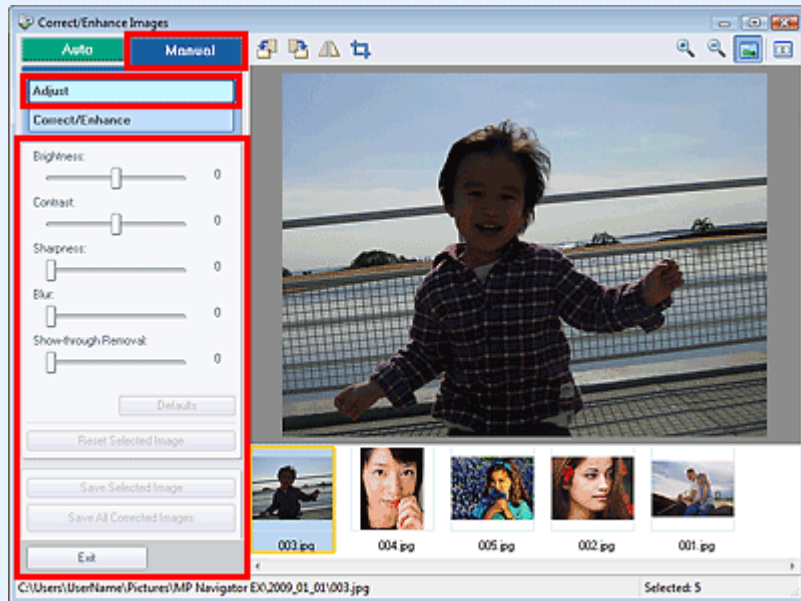 Correct/Enhance Images
Auto
Manual
Adjust
Correct/Enhance
Brightness:
0
Contrast:
0
Sharpness:
0
Blur:
0
Show-through Removal:
0
Defaults
Reset Selected Image
Save Selected Image
Save All Corrected Images
Exit
003.jpg
004.jpg
005.jpg
002.jpg
001.jpg
C:\Users\UserName\Pictures\MP Navigator EX\2009_01_01\003.jpg
Selected: 5